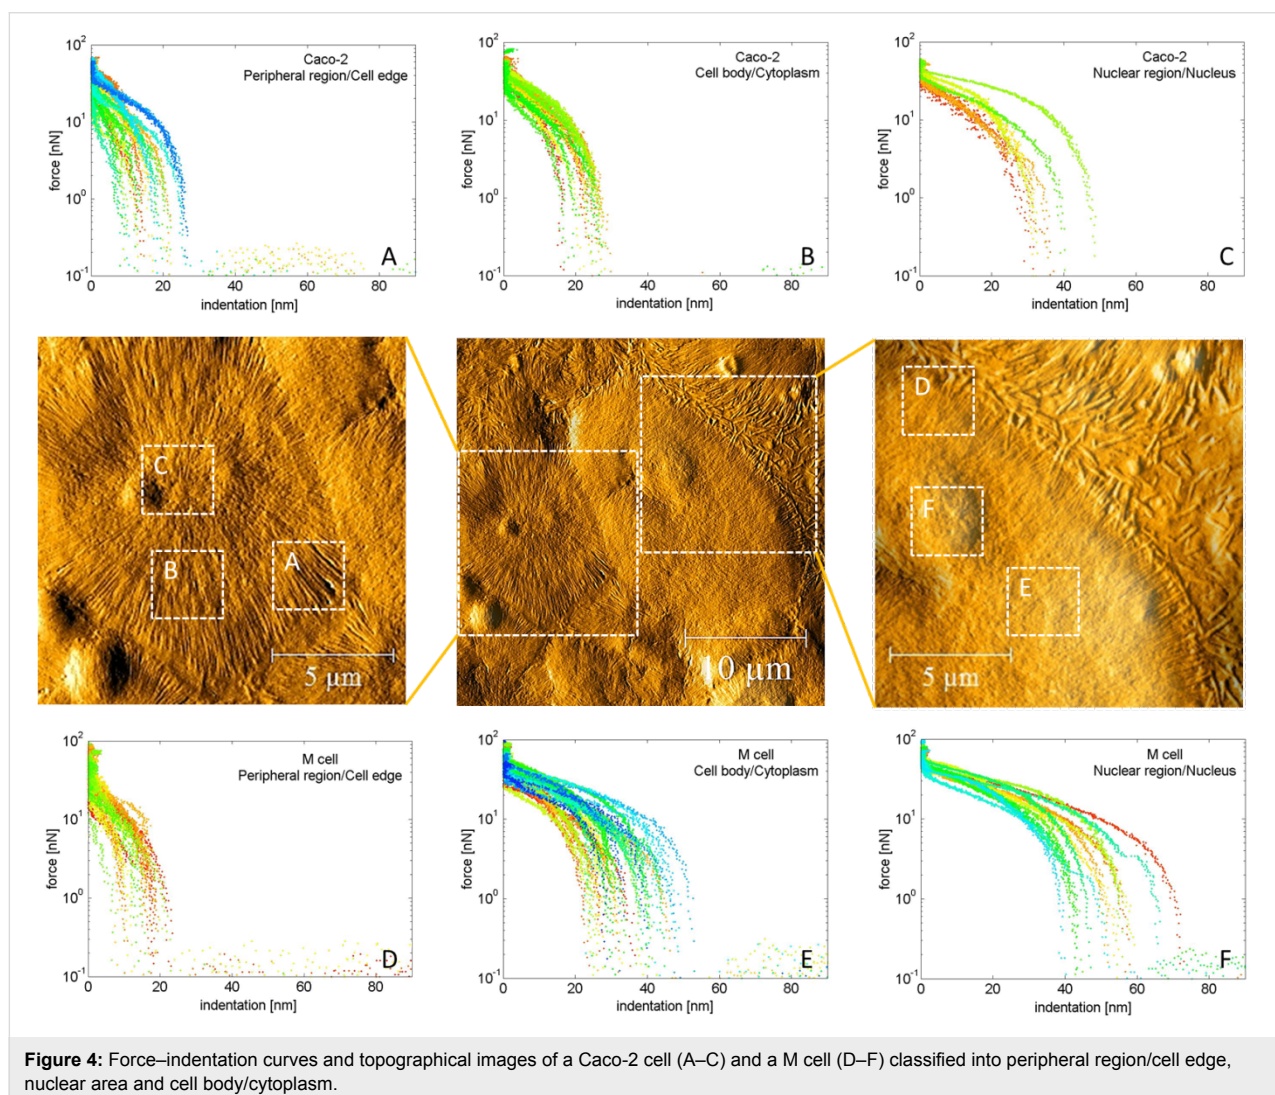 Caco-2
Peripheral region/Cell edge
10²
10¹
10⁰
10⁻¹
force [nN]
0 20 40 60 80
indentation [nm]
A
Caco-2
Cell body/Cytoplasm
10²
10¹
10⁰
10⁻¹
force [nN]
0 20 40 60 80
indentation [nm]
B
Caco-2
Nuclear region/Nucleus
10²
10¹
10⁰
10⁻¹
force [nN]
0 20 40 60 80
indentation [nm]
C
C
B
A
5 µm
10 µm
D
F
E
5 µm
M cell
Peripheral region/Cell edge
10²
10¹
10⁰
10⁻¹
force [nN]
0 20 40 60 80
indentation [nm]
D
M cell
Cell body/Cytoplasm
10²
10¹
10⁰
10⁻¹
force [nN]
0 20 40 60 80
indentation [nm]
E
M cell
Nuclear region/Nucleus
10²
10¹
10⁰
10⁻¹
force [nN]
0 20 40 60 80
indentation [nm]
F
Figure 4: Force–indentation curves and topographical images of a Caco-2 cell (A–C) and a M cell (D–F) classified into peripheral region/cell edge,
nuclear area and cell body/cytoplasm.